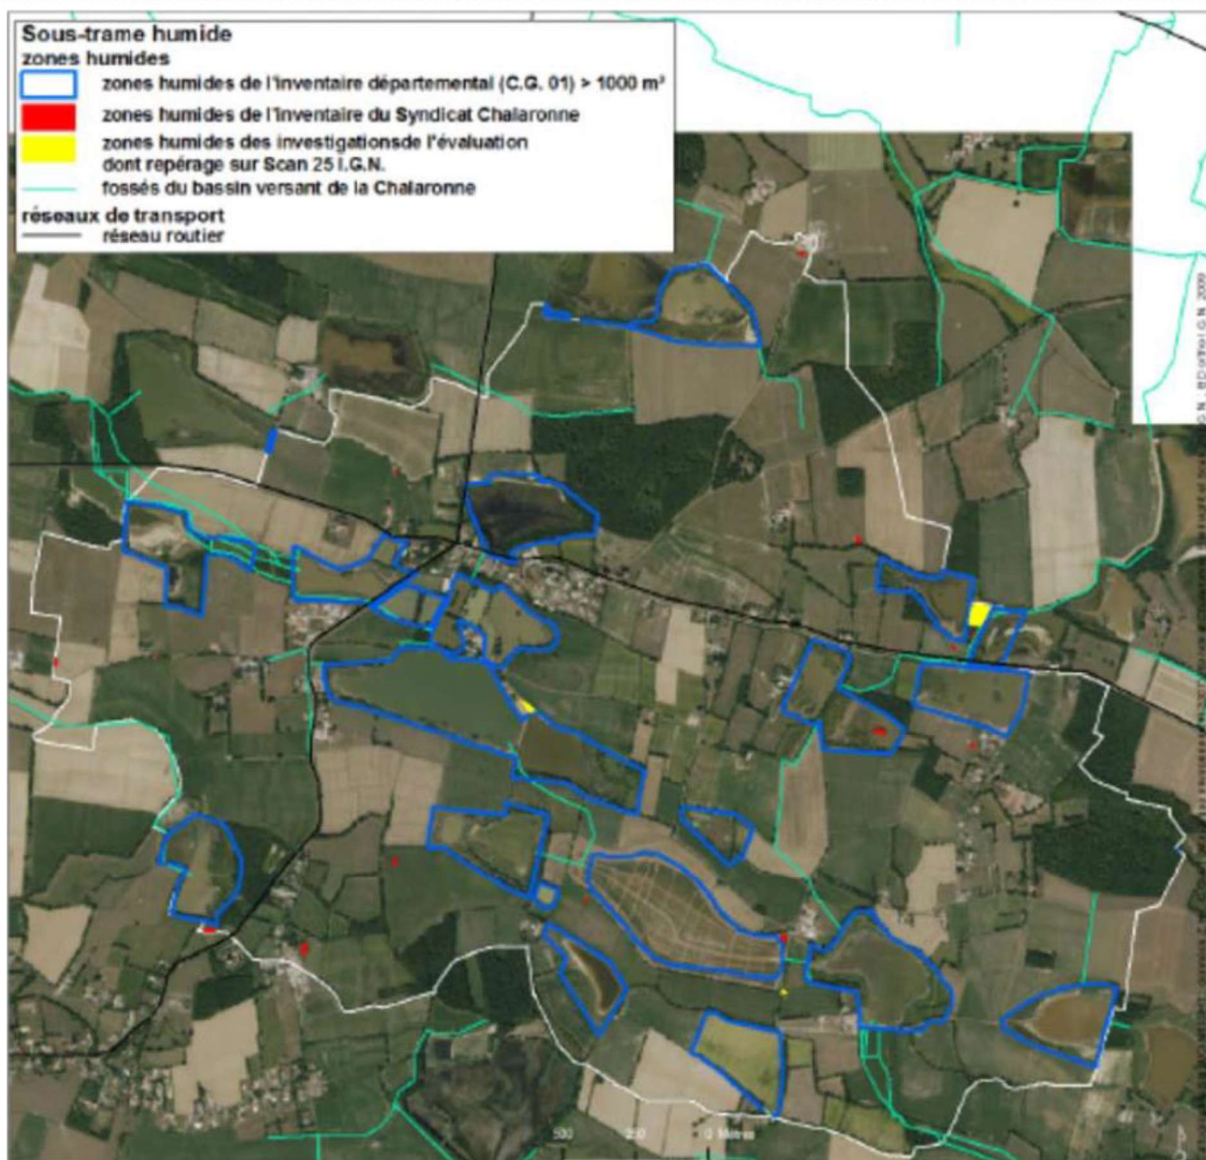 Sous-trame humide
zones humides
zones humides de l'inventaire départemental (C.G. 01) > 1000 m²
zones humides de l'inventaire du Syndicat Chalaronne
zones humides des investigationsde l'évaluation
dont repérage sur Scan 25 I.G.N.
fossés du bassin versant de la Chalaronne
réseaux de transport
réseau routier
500 250 0 Mètres